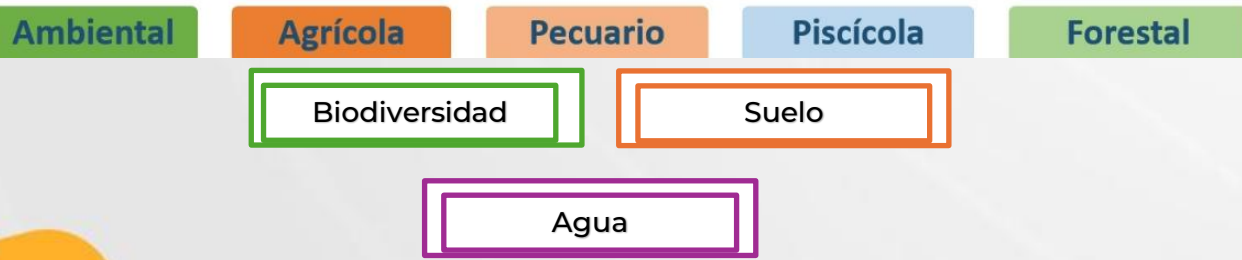 Ambiental Agrícola Pecuario Piscícola Forestal
Biodiversidad Suelo
Agua